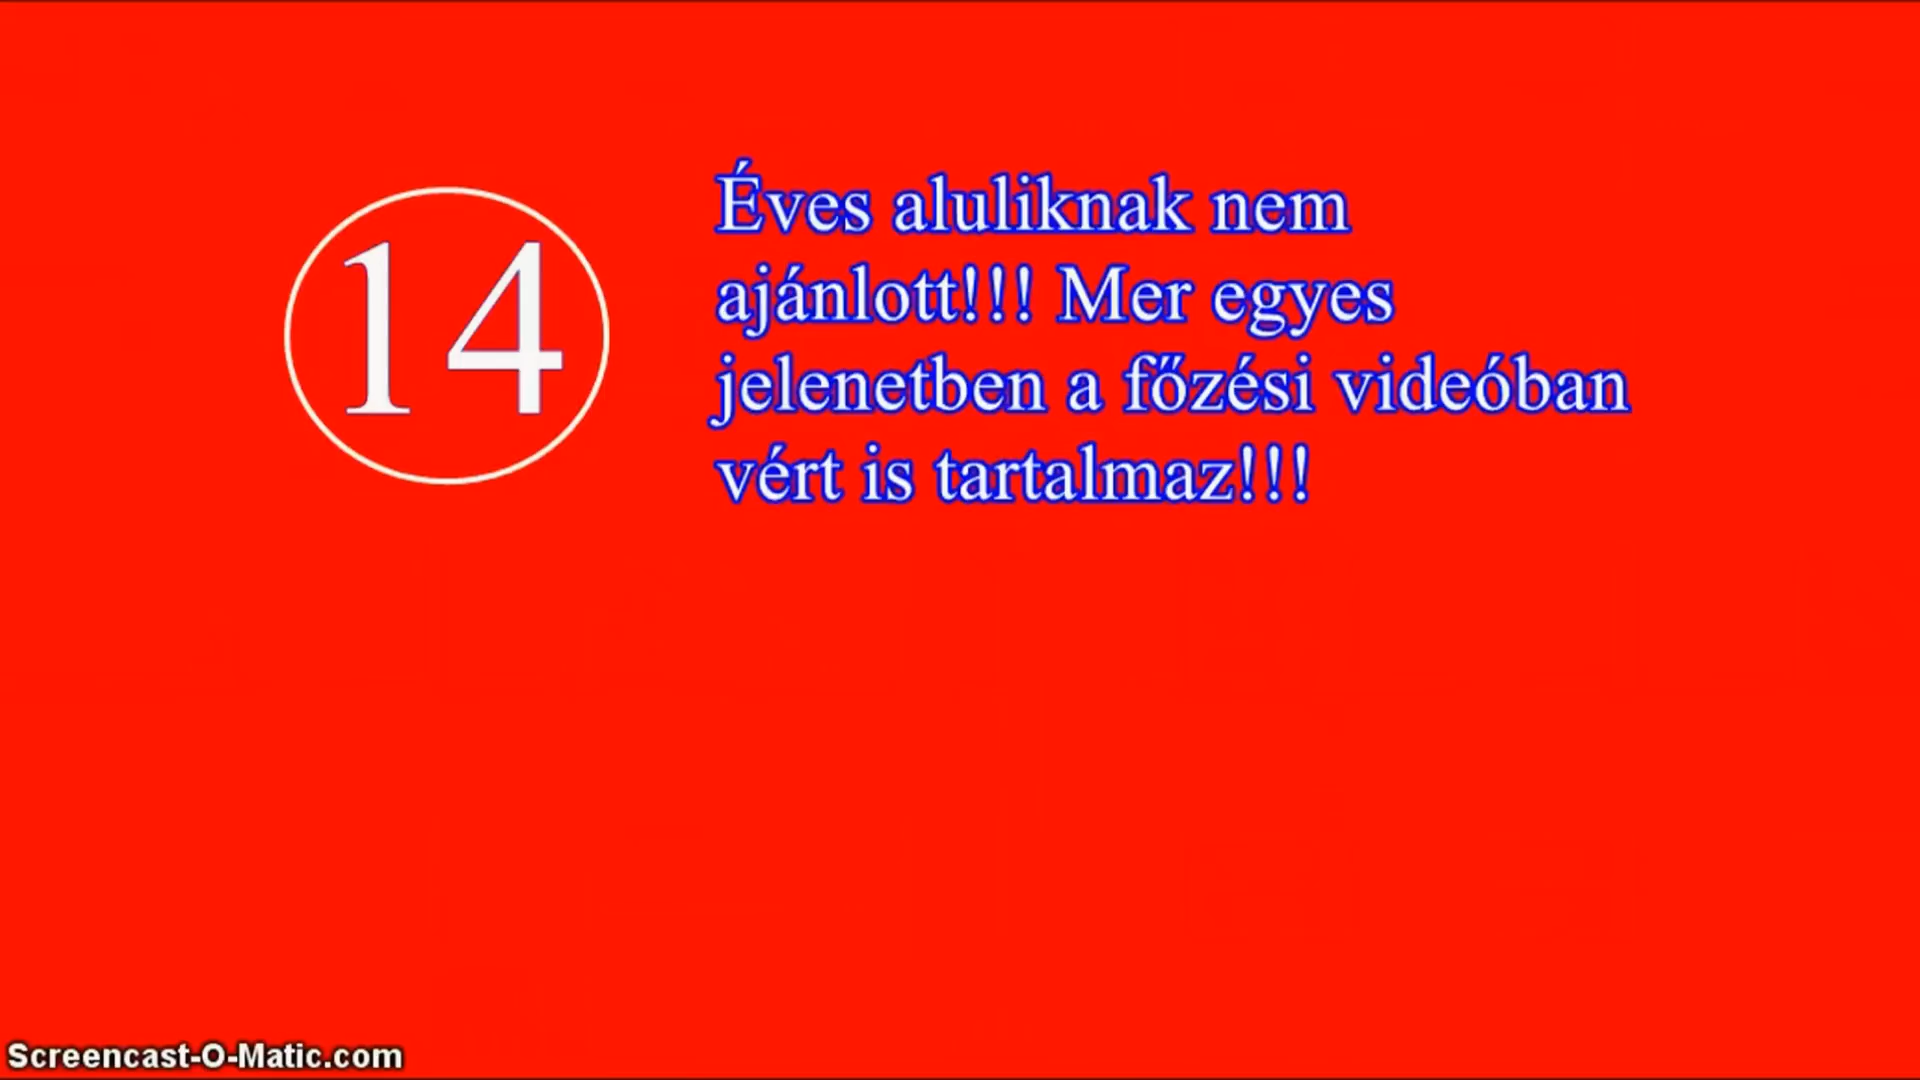 14
Éves aluliknak nem
ajánlott!!! Mer egyes
jelenetben a főzési videóban
vért is tartalmaz!!!
Screencast-O-Matic.com